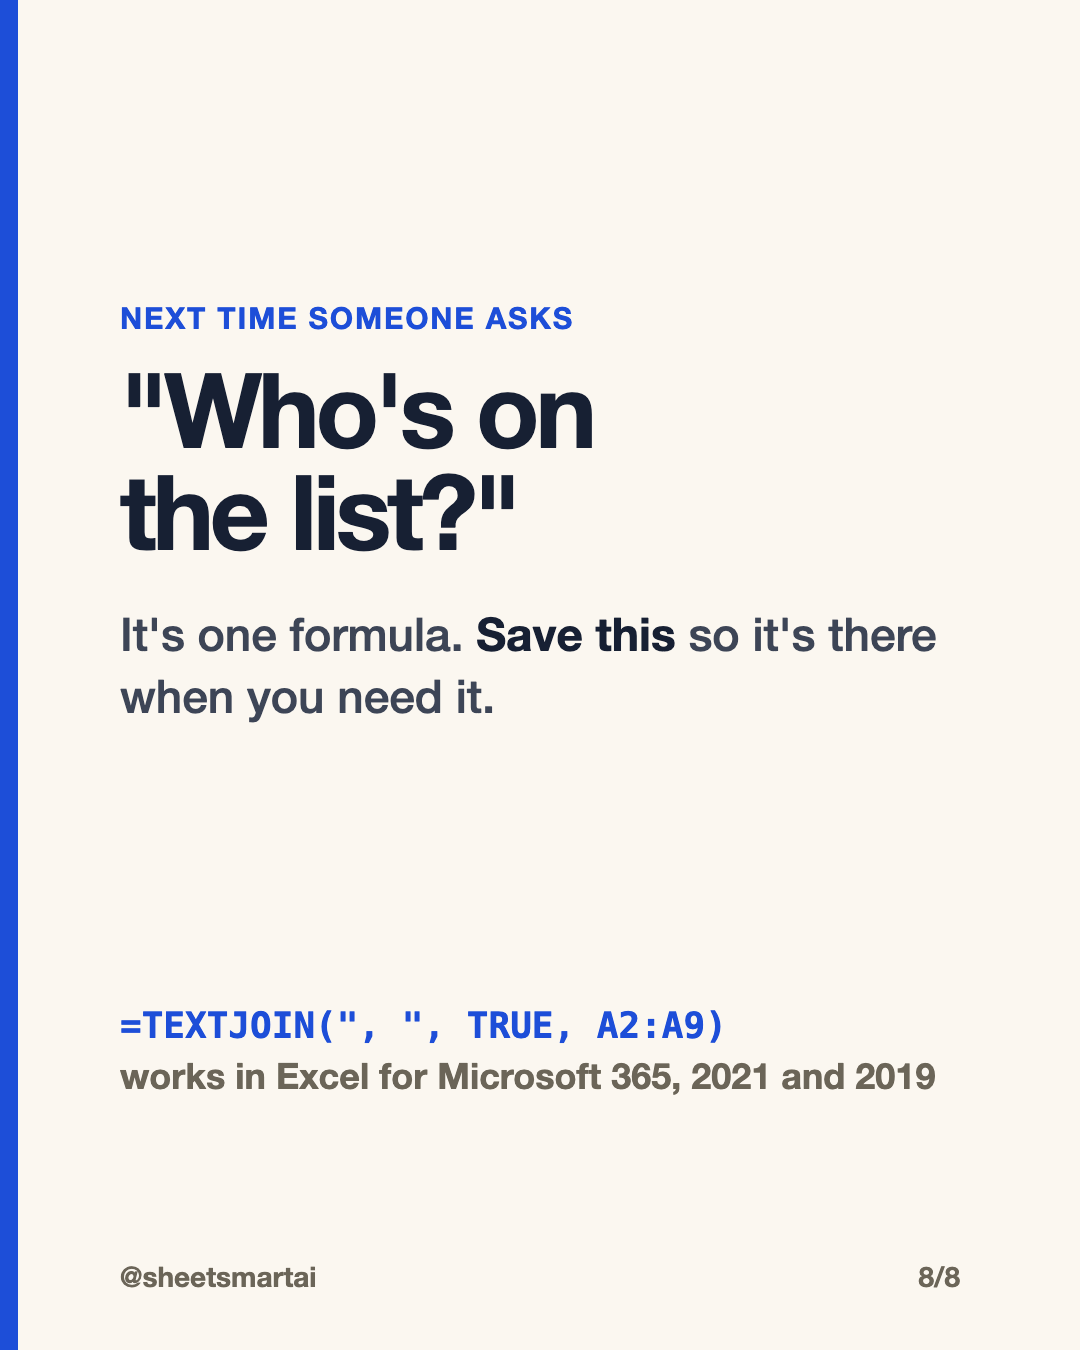 NEXT TIME SOMEONE ASKS
"Who's on
the list?"
It's one formula. Save this so it's there
when you need it.
=TEXTJOIN(", ", TRUE, A2:A9)
works in Excel for Microsoft 365, 2021 and 2019
@sheetsmartai
8/8